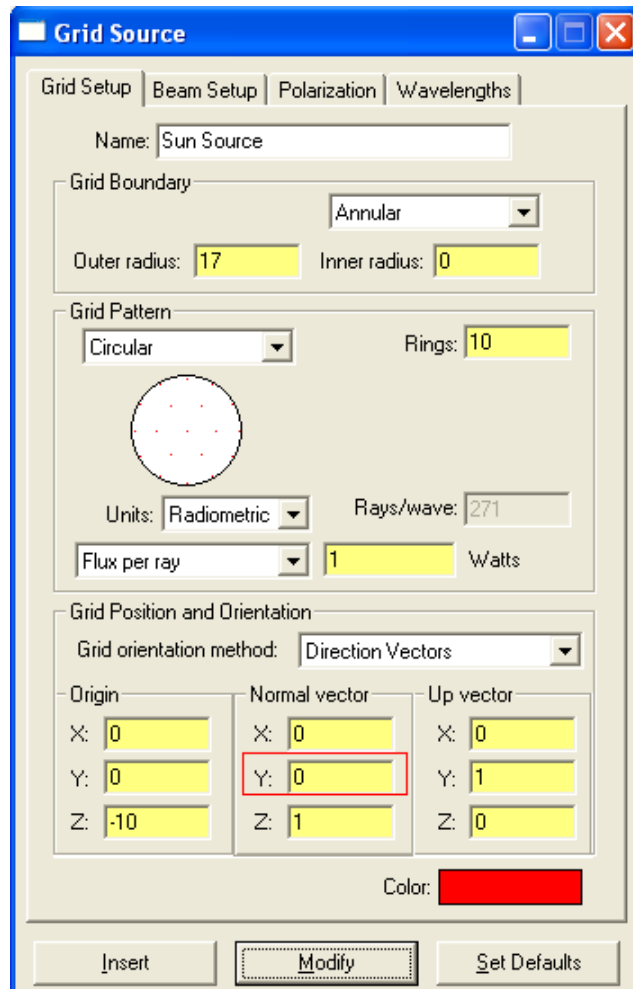 Grid Source
Grid Setup Beam Setup Polarization Wavelengths
Name: Sun Source
Grid Boundary
Annular
Outer radius: 17 Inner radius: 0
Grid Pattern
Circular Rings: 10
Units: Radiometric Rays/wave: 271
Flux per ray 1 Watts
Grid Position and Orientation
Grid orientation method: Direction Vectors
Origin Normal vector Up vector
X: 0 X: 0 X: 0
Y: 0 Y: 0 Y: 1
Z: -10 Z: 1 Z: 0
Color:
Insert Modify Set Defaults